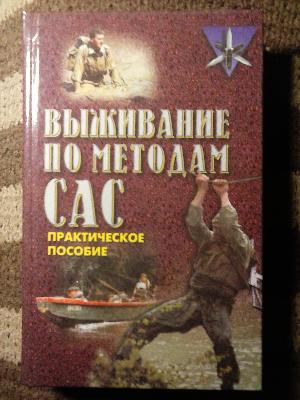 ВЫЖИВАНИЕ
ПО МЕТОДАМ
САС
ПРАКТИЧЕСКОЕ
ПОСОБИЕ